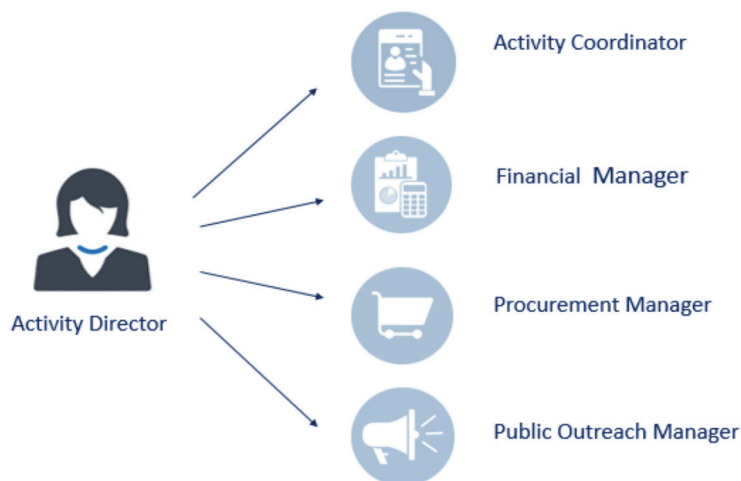 Activity Coordinator
Financial Manager
Activity Director
Procurement Manager
Public Outreach Manager